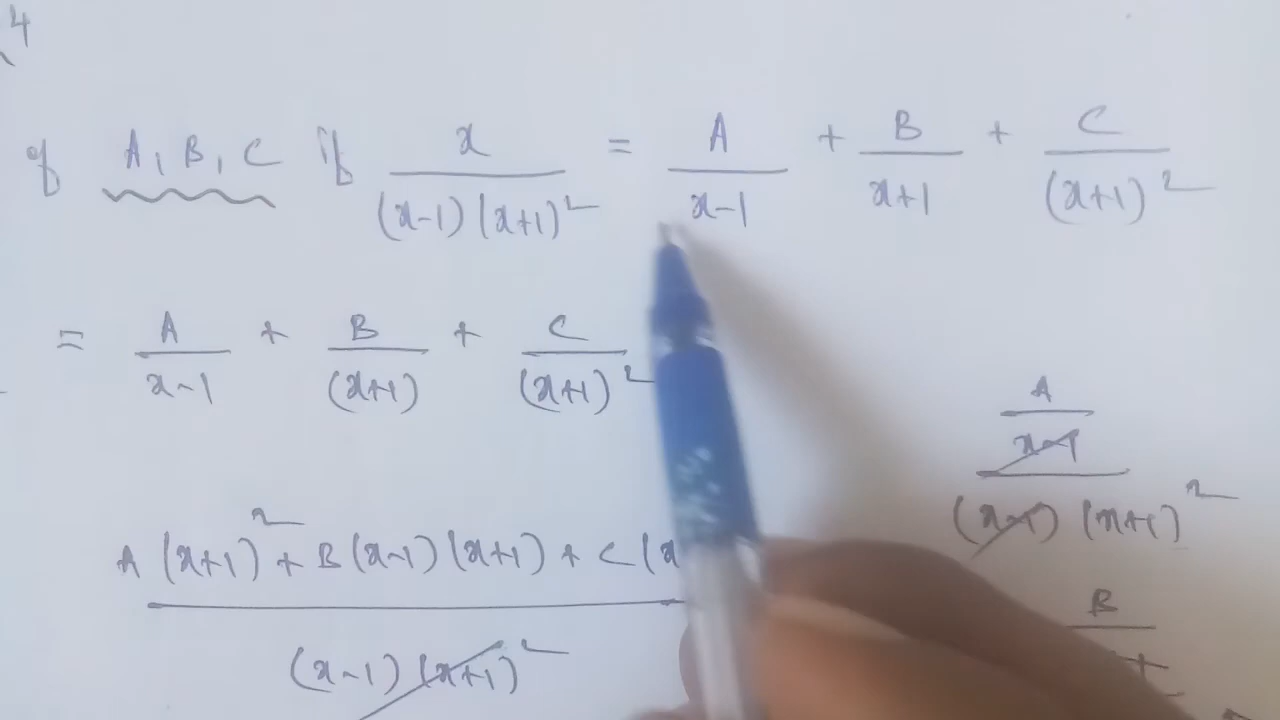 4
of A, B, C if x/((x-1)(x+1)²) = A/(x-1) + B/(x+1) + C/(x+1)²
= A/(x-1) + B/(x+1) + C/(x+1)²
A/(x-1)/((x-1)(x+1)²)
A(x+1)² + B(x-1)(x+1) + C(x
(x-1)(x+1)²
B